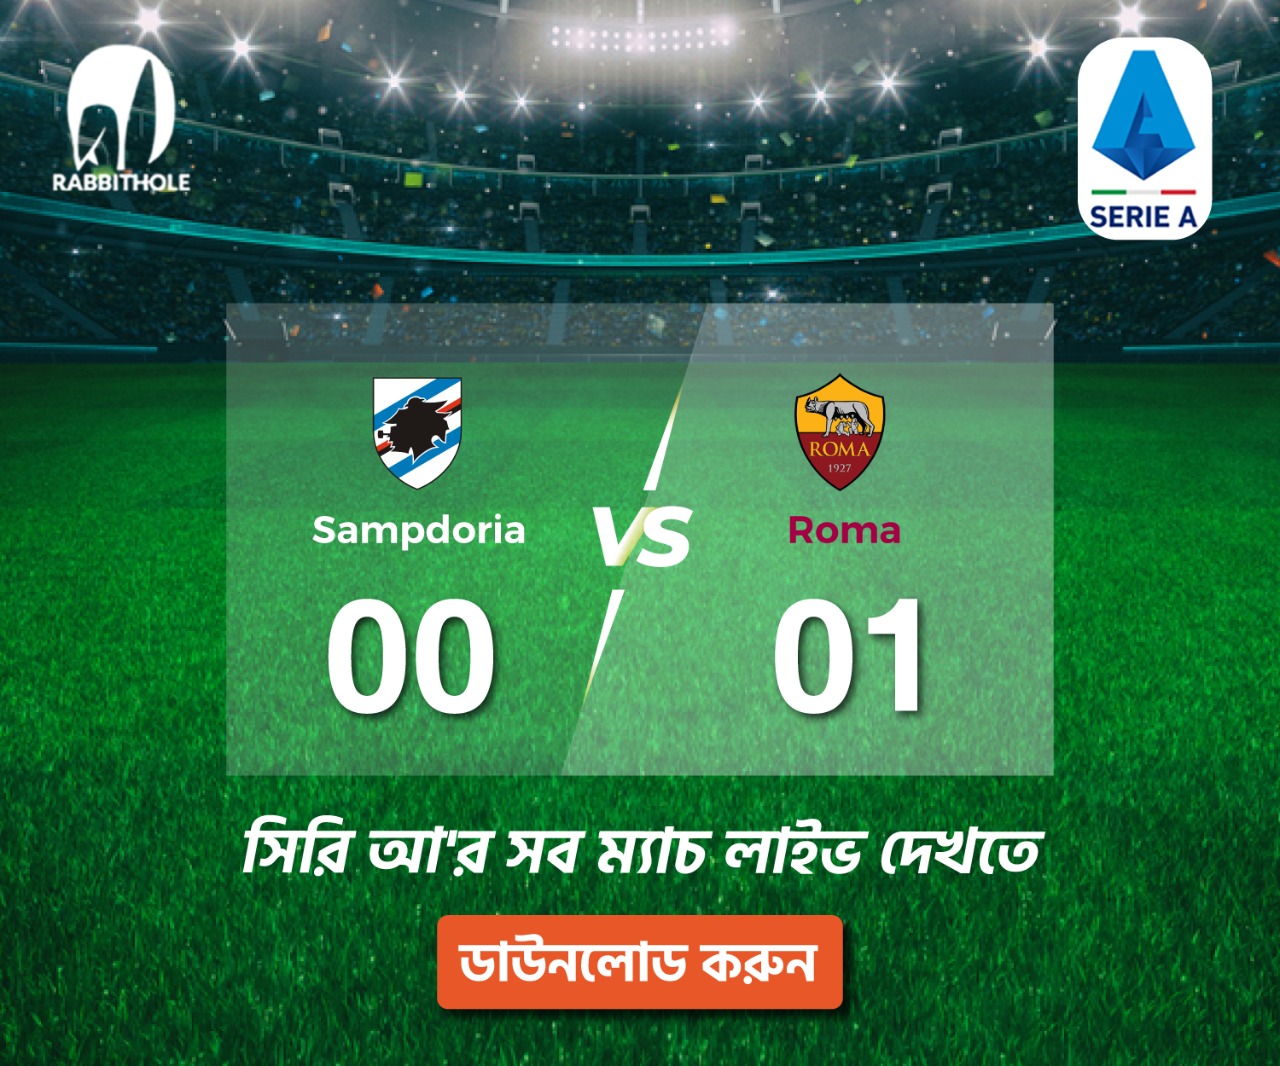 RABBITHOLE
SERIE A
ROMA
1927
Sampdoria
VS
Roma
00
01
সিরি আ'র সব ম্যাচ লাইভ দেখতে
ডাউনলোড করুন